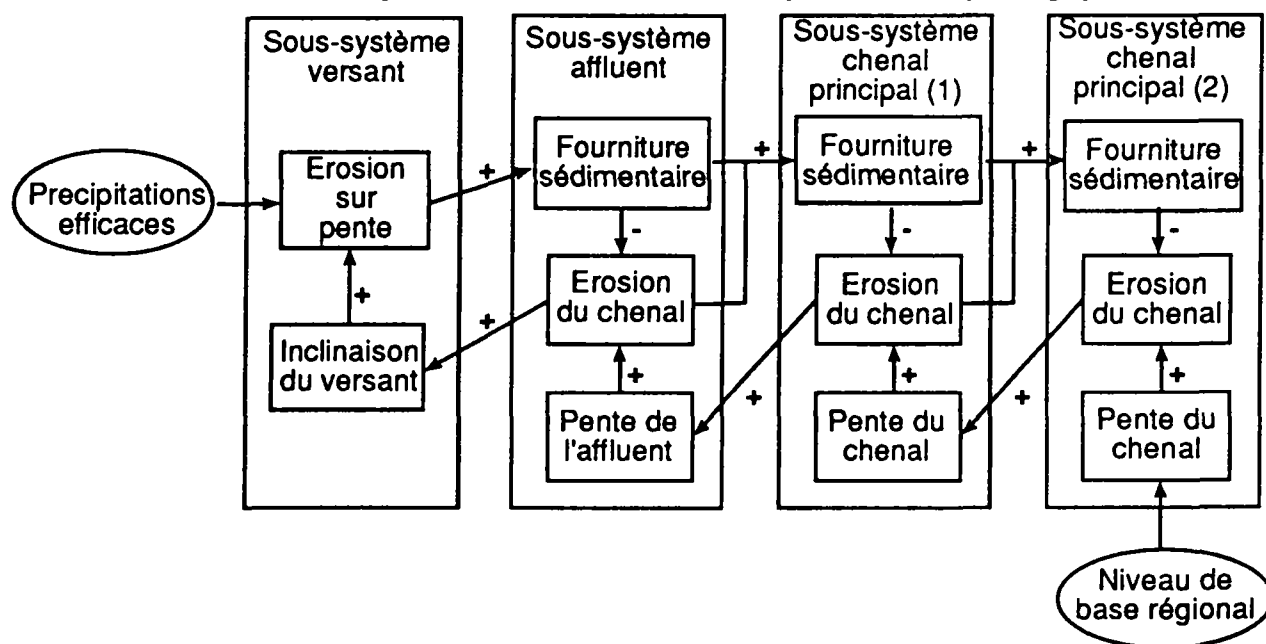 Sous-système
versant
Sous-système
affluent
Sous-système
chenal
principal (1)
Sous-système
chenal
principal (2)
Precipitations
efficaces
Erosion
sur
pente
+
Inclinaison
du versant
+
Fourniture
sédimentaire
-
Erosion
du chenal
+
Pente de
l'affluent
+
+
Fourniture
sédimentaire
-
Erosion
du chenal
+
Pente du
chenal
+
+
Fourniture
sédimentaire
-
Erosion
du chenal
+
Pente du
chenal
+
Niveau de
base régional